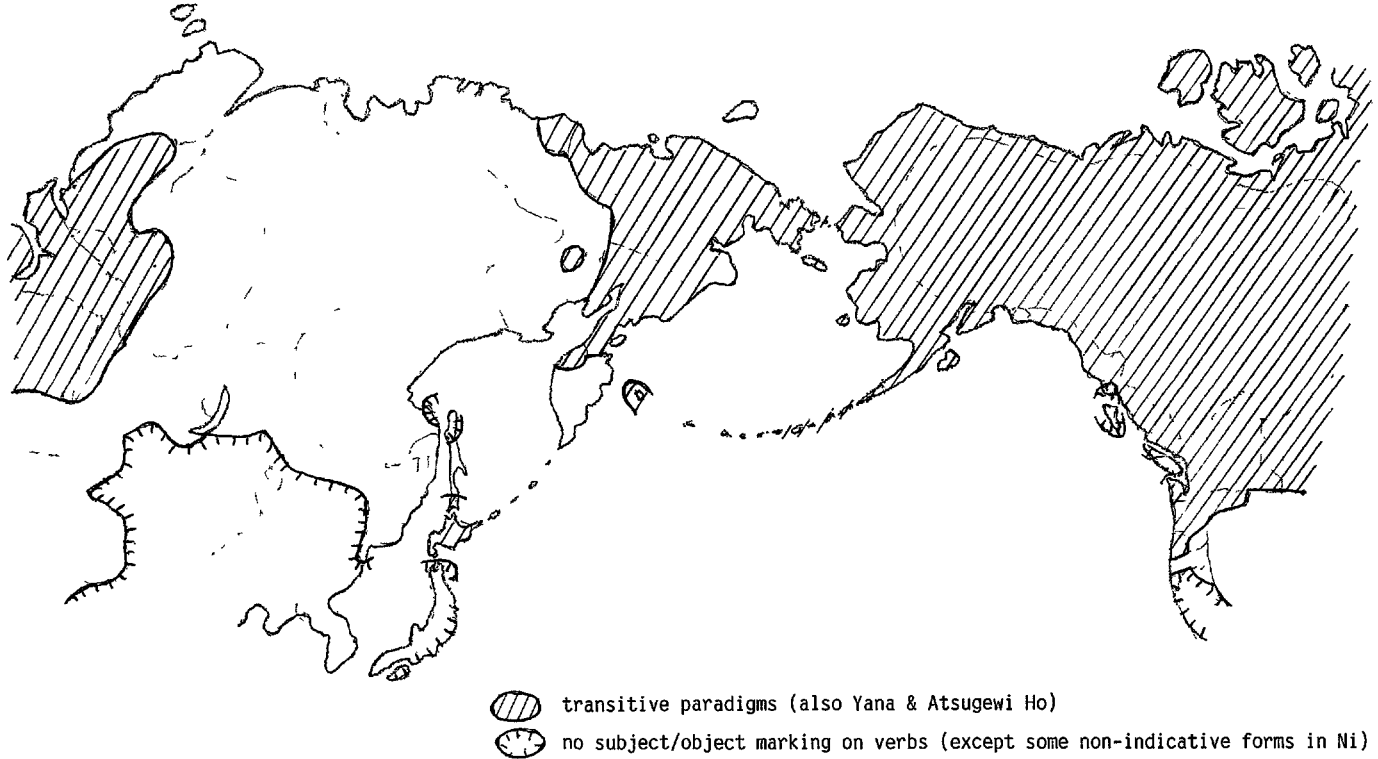 transitive paradigms (also Yana & Atsugewi Ho)
no subject/object marking on verbs (except some non-indicative forms in Ni)